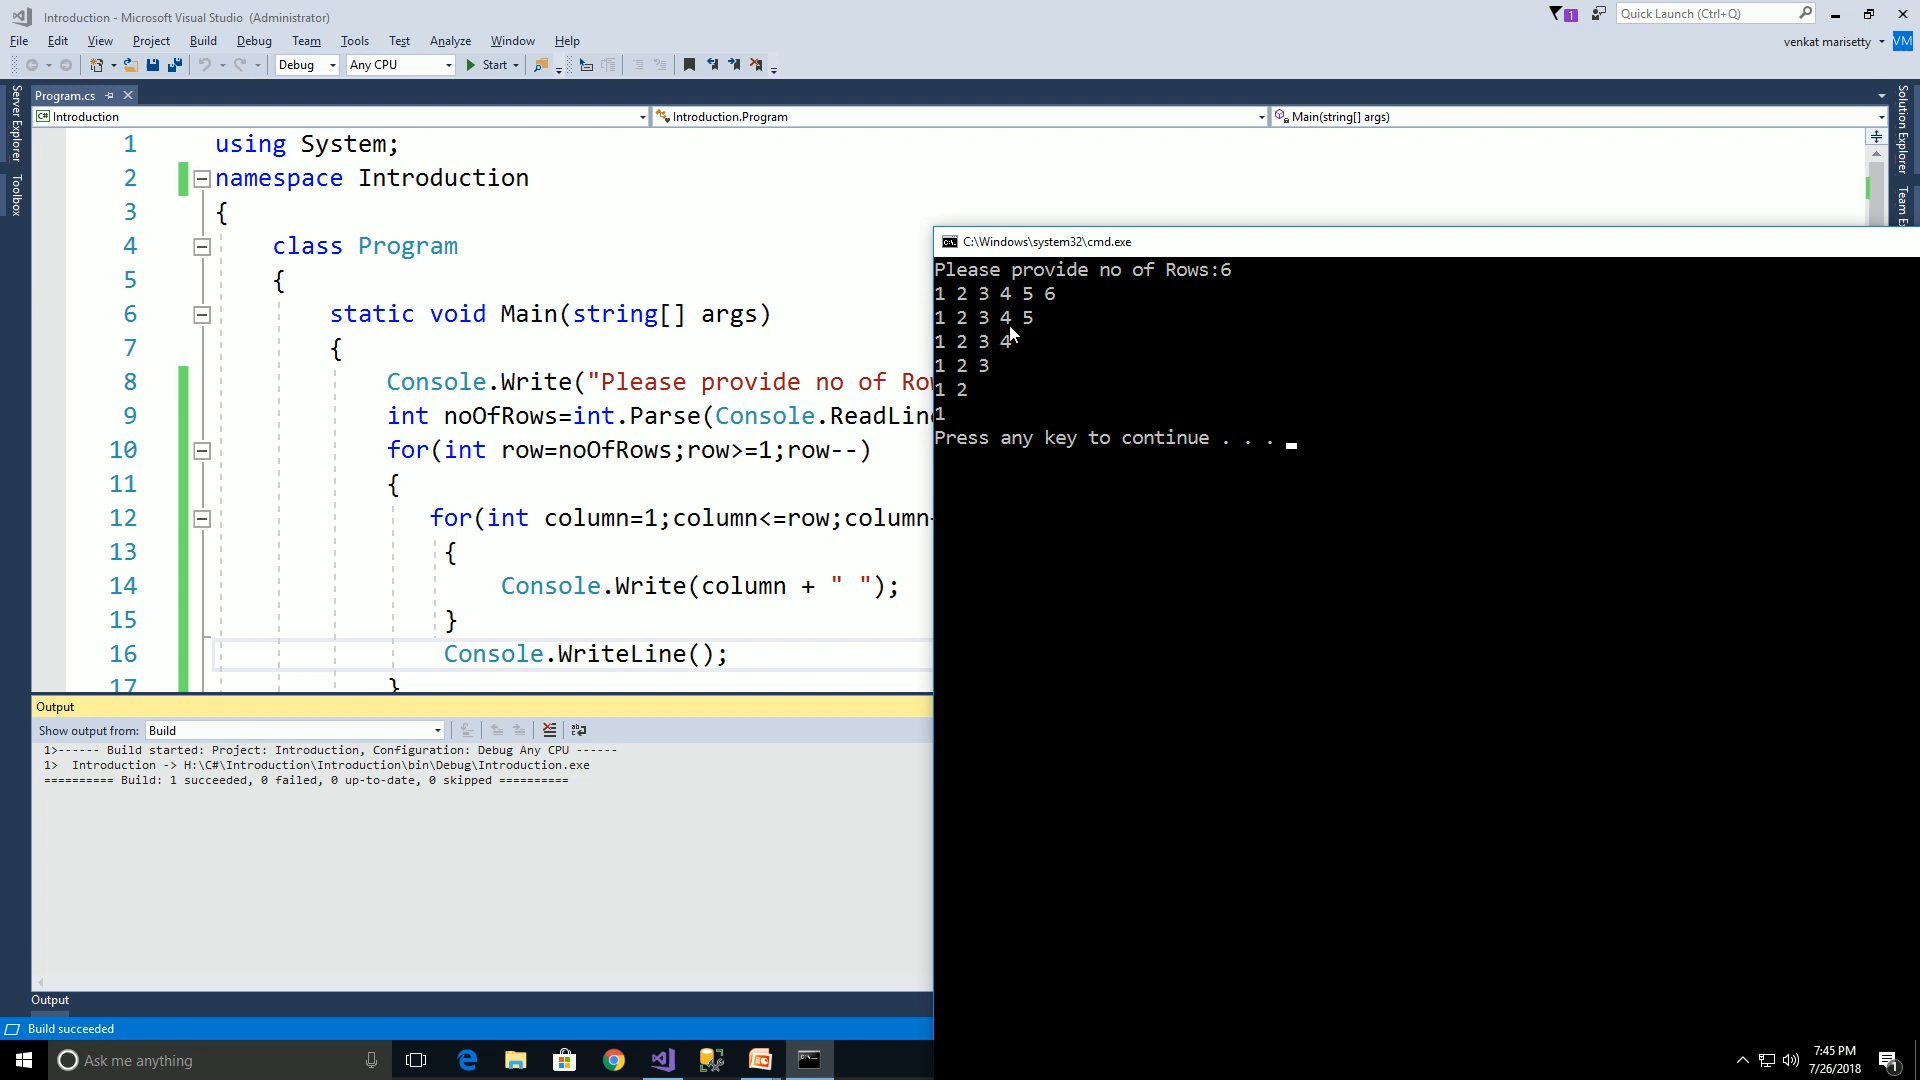 Introduction - Microsoft Visual Studio (Administrator)
1
Quick Launch (Ctrl+Q)
File Edit View Project Build Debug Team Tools Test Analyze Window Help
venkat marisetty VM
Debug Any CPU Start
Server Explorer
Toolbox
Solution Explorer
Team E
Program.cs
C# Introduction Introduction.Program Main(string[] args)
1 using System;
2 namespace Introduction
3 {
4 class Program
5 {
6 static void Main(string[] args)
7 {
8 Console.Write("Please provide no of Ro
9 int noOfRows=int.Parse(Console.ReadLin
10 for(int row=noOfRows;row>=1;row--)
11 {
12 for(int column=1;column<=row;column
13 {
14 Console.Write(column + " ");
15 }
16 Console.WriteLine();
17 }
C:\Windows\system32\cmd.exe
Please provide no of Rows:6
1 2 3 4 5 6
1 2 3 4 5
1 2 3 4
1 2 3
1 2
1
Press any key to continue . . .
Output
Show output from: Build
1>------ Build started: Project: Introduction, Configuration: Debug Any CPU ------
1> Introduction -> H:\C#\Introduction\Introduction\bin\Debug\Introduction.exe
========== Build: 1 succeeded, 0 failed, 0 up-to-date, 0 skipped ==========
Output
Build succeeded
Ask me anything
7:45 PM
7/26/2018
1